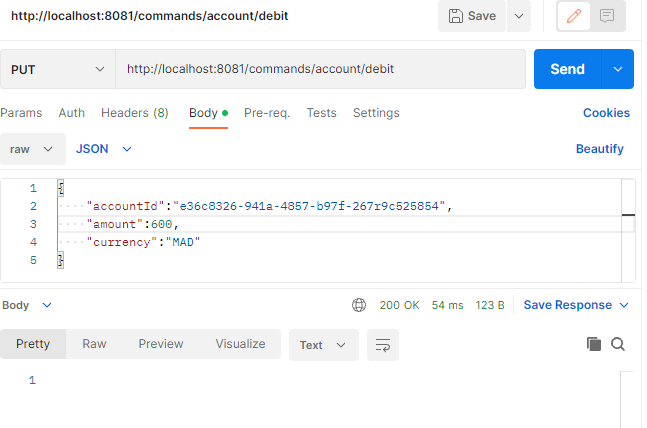 http://localhost:8081/commands/account/debit
Save
PUT
http://localhost:8081/commands/account/debit
Send
Params Auth Headers (8) Body Pre-req. Tests Settings Cookies
raw JSON Beautify
1 {
2 "accountId":"e36c8326-941a-4857-b97f-267r9c525854",
3 "amount":600,
4 "currency":"MAD"
5 }
Body 200 OK 54 ms 123 B Save Response
Pretty Raw Preview Visualize Text
1